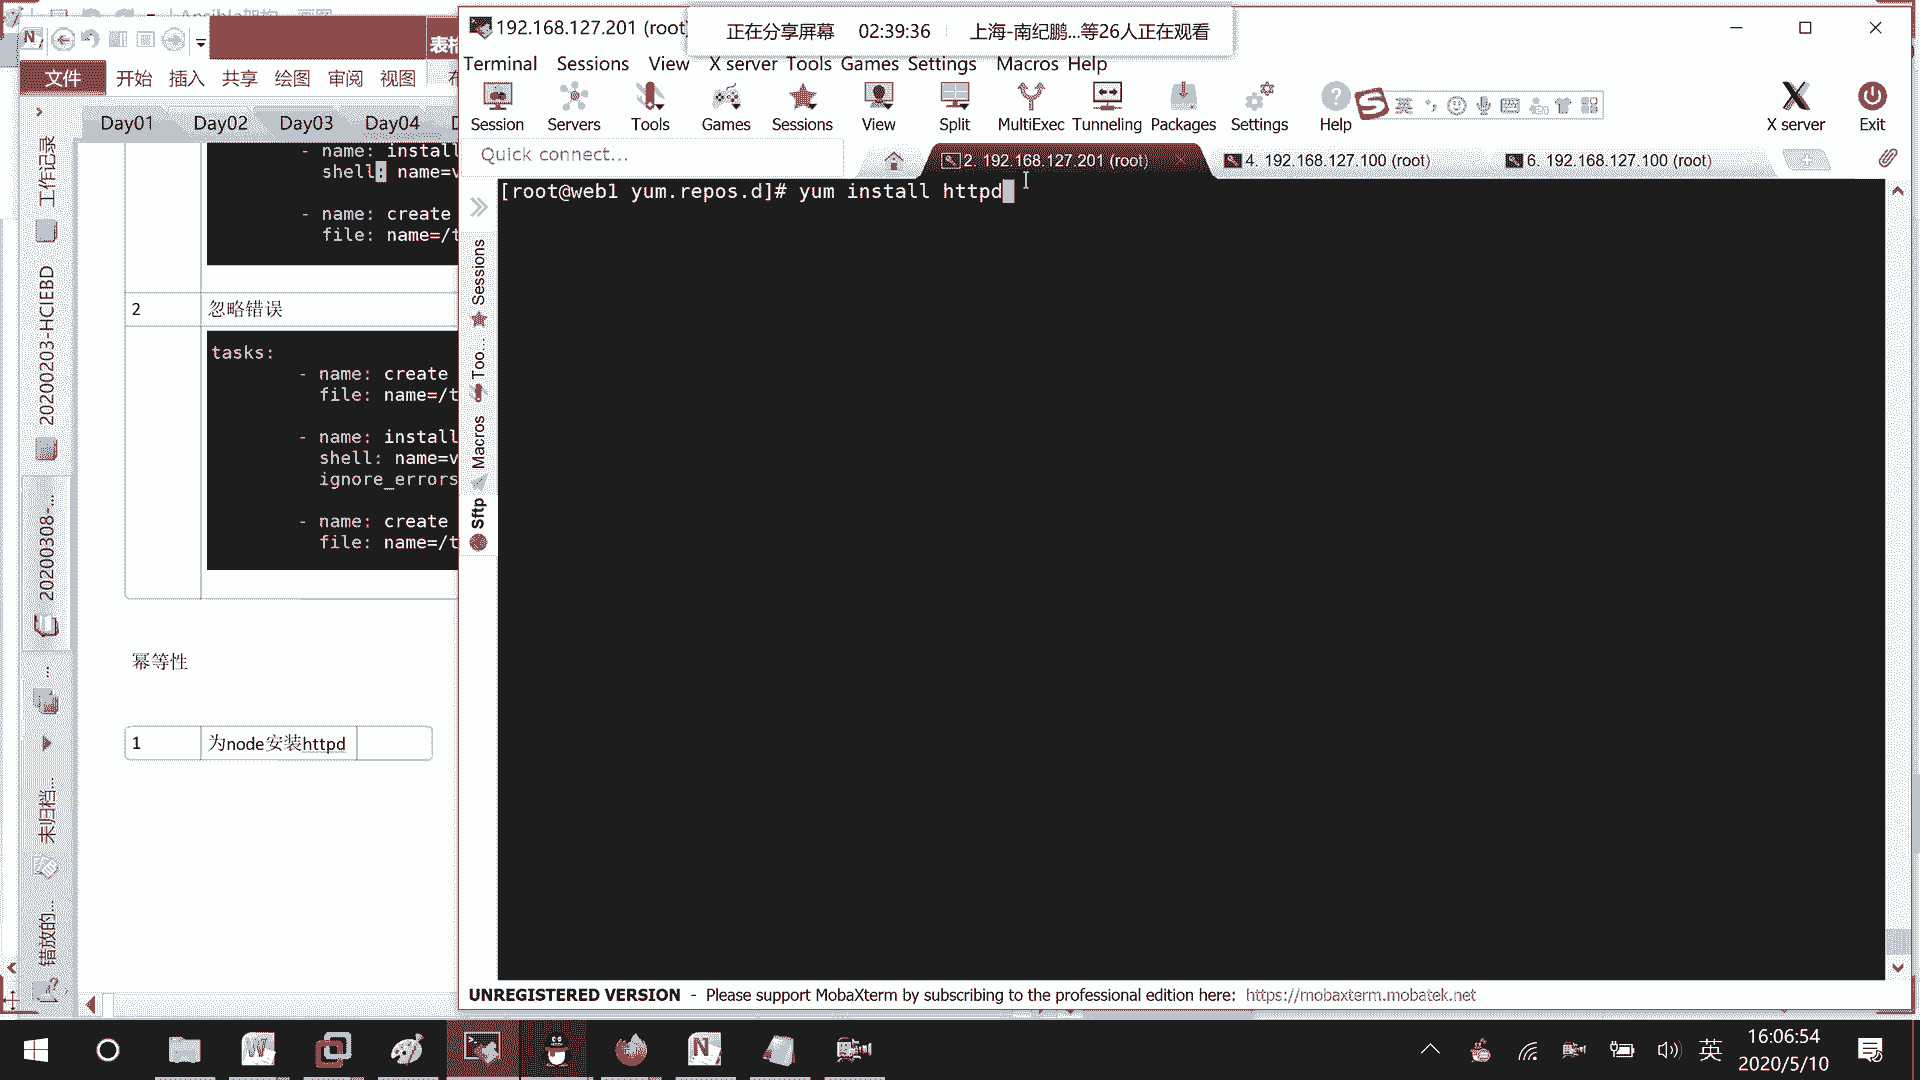 192.168.127.201 (root)
正在分享屏幕 02:39:36 上海-南纪鹏...等26人正在观看
文件 开始 插入 共享 绘图 审阅 视图
Terminal Sessions View X server Tools Games Settings Macros Help
Session Servers Tools Games Sessions View Split MultiExec Tunneling Packages Settings Help
英
X server Exit
Day01 Day02 Day03 Day04
Quick connect...
2. 192.168.127.201 (root)
4. 192.168.127.100 (root)
6. 192.168.127.100 (root)
[root@web1 yum.repos.d]# yum install httpd
- name: install
shell: name=v
- name: create
file: name=/t
2 忽略错误
tasks:
- name: create
file: name=/t
- name: install
shell: name=v
ignore_errors
- name: create
file: name=/t
幂等性
1 为node安装httpd
工作记录
20200203-HCIEBD
20200308-...
...
未归档...
错放的...
Sessions
Too...
Macros
Sftp
UNREGISTERED VERSION - Please support MobaXterm by subscribing to the professional edition here: https://mobaxterm.mobatek.net
英
16:06:54
2020/5/10